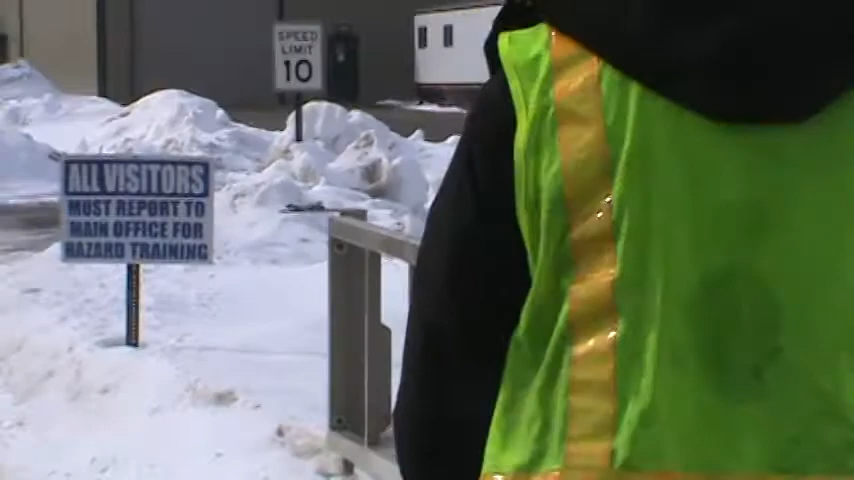 SPEED
LIMIT
10
ALL VISITORS
MUST REPORT TO
MAIN OFFICE FOR
HAZARD TRAINING